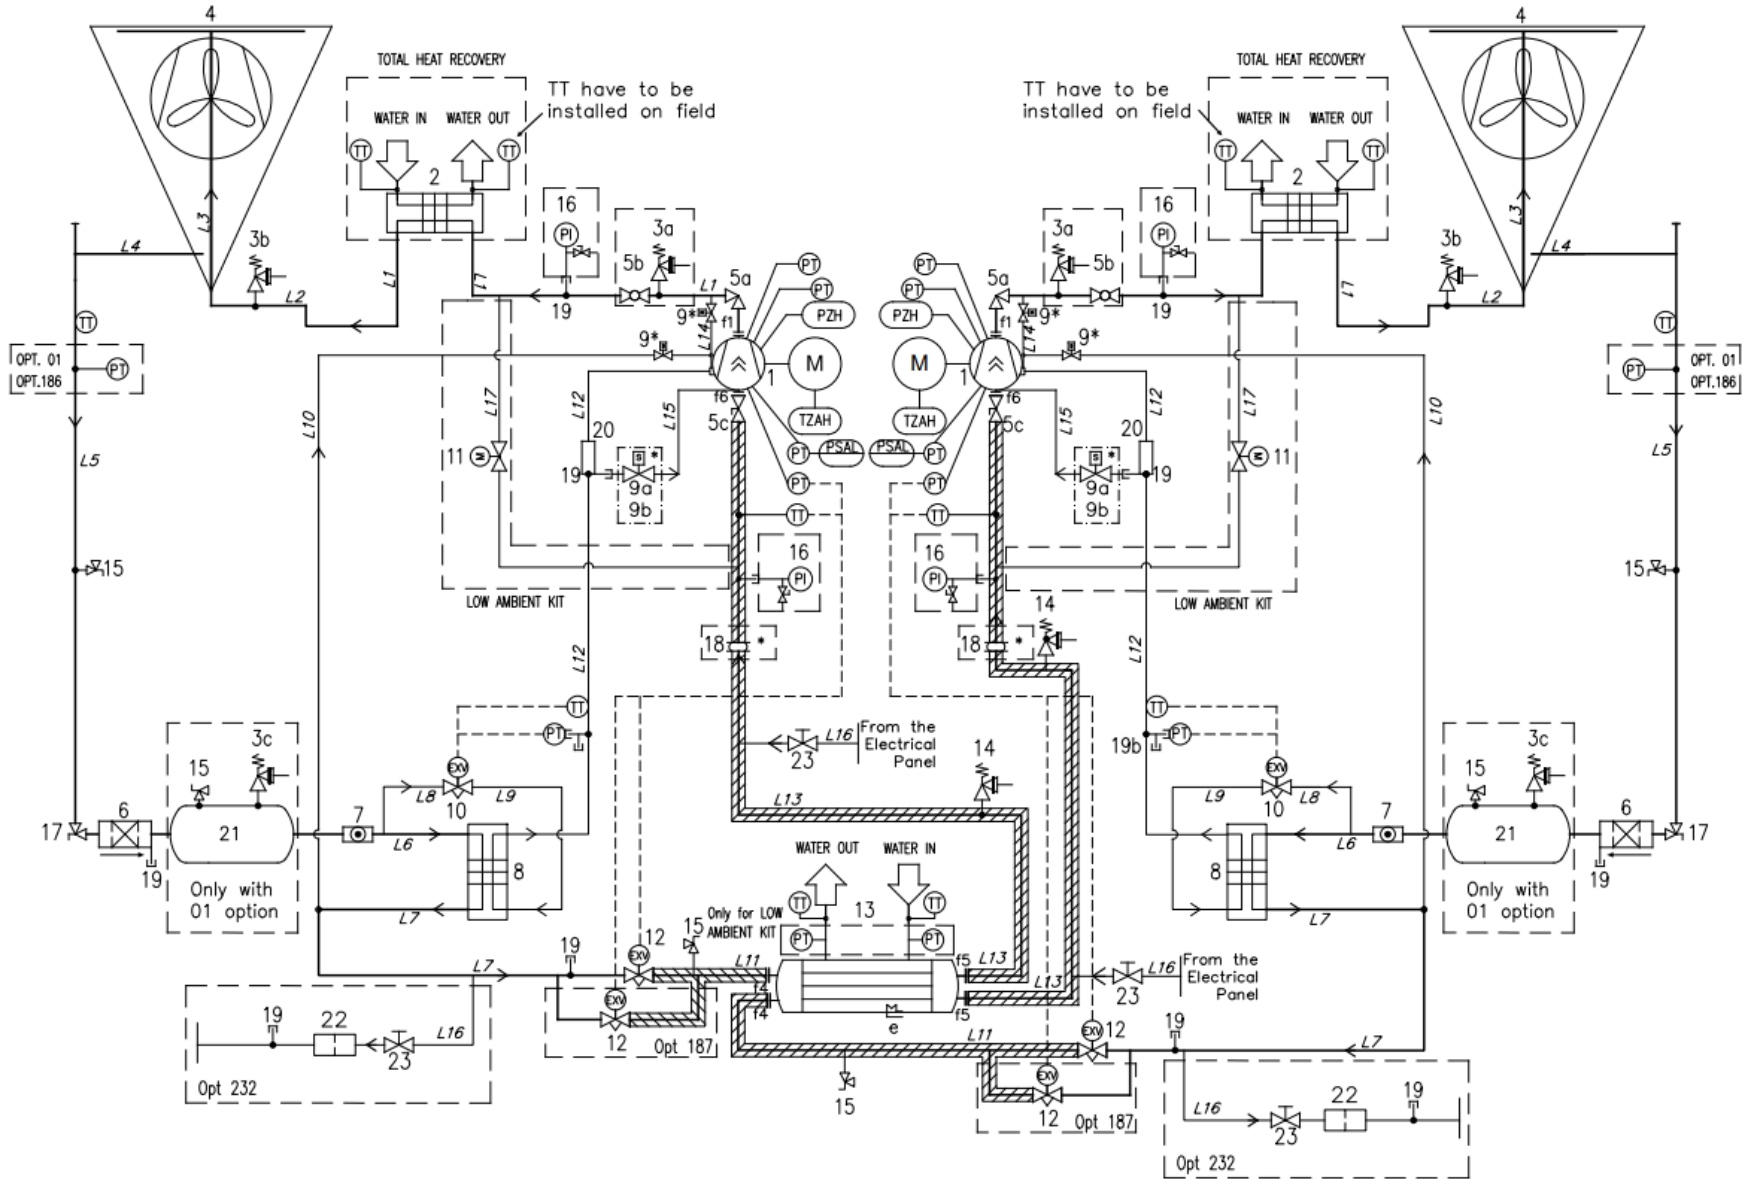 4
TOTAL HEAT RECOVERY
TT have to be
installed on field
WATER IN
WATER OUT
TT
TT
2
L3
3b
L4
L2
L1
L1
16
PI
3a
5b
19
L1
5a
9*
f1
L14
PT
PT
PZH
M
1
TZAH
9*
TT
OPT. 01
OPT.186
PT
L5
L10
L17
L12
L15
f6
5c
20
11
M
19
S
*
9a
9b
PT
PSAL
PT
TT
16
PI
15
LOW AMBIENT KIT
18
*
L12
TT
PT
L16
23
From the
Electrical
Panel
14
L13
15
3c
21
Only with
01 option
17
6
19
7
EXV
L8
L9
10
L6
8
L7
4
TOTAL HEAT RECOVERY
TT have to be
installed on field
WATER IN
WATER OUT
TT
TT
2
L3
3b
L4
L2
L1
L1
16
PI
3a
5b
19
5a
9*
f1
L14
PT
PT
PZH
M
1
TZAH
9*
TT
PT
OPT. 01
OPT.186
L5
L10
L17
L12
L15
f6
5c
20
11
M
19
S
*
9a
9b
PSAL
PT
PT
TT
16
PI
15
LOW AMBIENT KIT
18
*
14
L12
TT
PT
19b
15
3c
21
Only with
01 option
17
6
19
7
EXV
L9
L8
10
L6
8
L7
WATER OUT
WATER IN
TT
TT
13
PT
PT
Only for LOW
AMBIENT KIT
15
19
12
EXV
L7
L11
f4
f4
f5
f5
L13
L13
e
EXV
12
Opt 187
19
22
23
L16
Opt 232
23
L16
From the
Electrical
Panel
L11
EXV
12
19
L7
15
EXV
12
Opt 187
L16
23
22
19
Opt 232